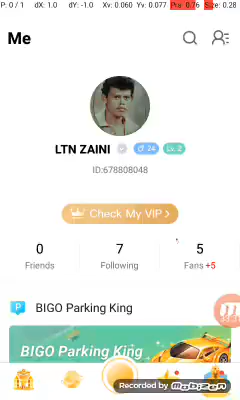 P: 0 / 1 dX: 1.0 dY: -1.0 Xv: 0.060 Yv: 0.077 Prs: 0.76 Size: 0.28
Me
LTN ZAINI 24 Lv. 2
ID:678808048
Check My VIP >
0 7 5
Friends Following Fans +5
P BIGO Parking King
BIGO Parking King
Recorded by mobizen